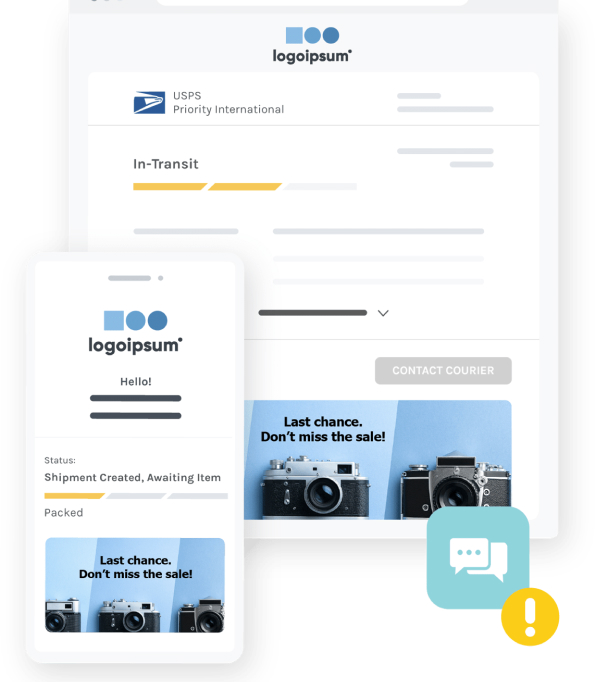 logoipsum
USPS
Priority International
In-Transit
CONTACT COURIER
Last chance.
Don't miss the sale!
logoipsum
Hello!
Status:
Shipment Created, Awaiting Item
Packed
Last chance.
Don't miss the sale!